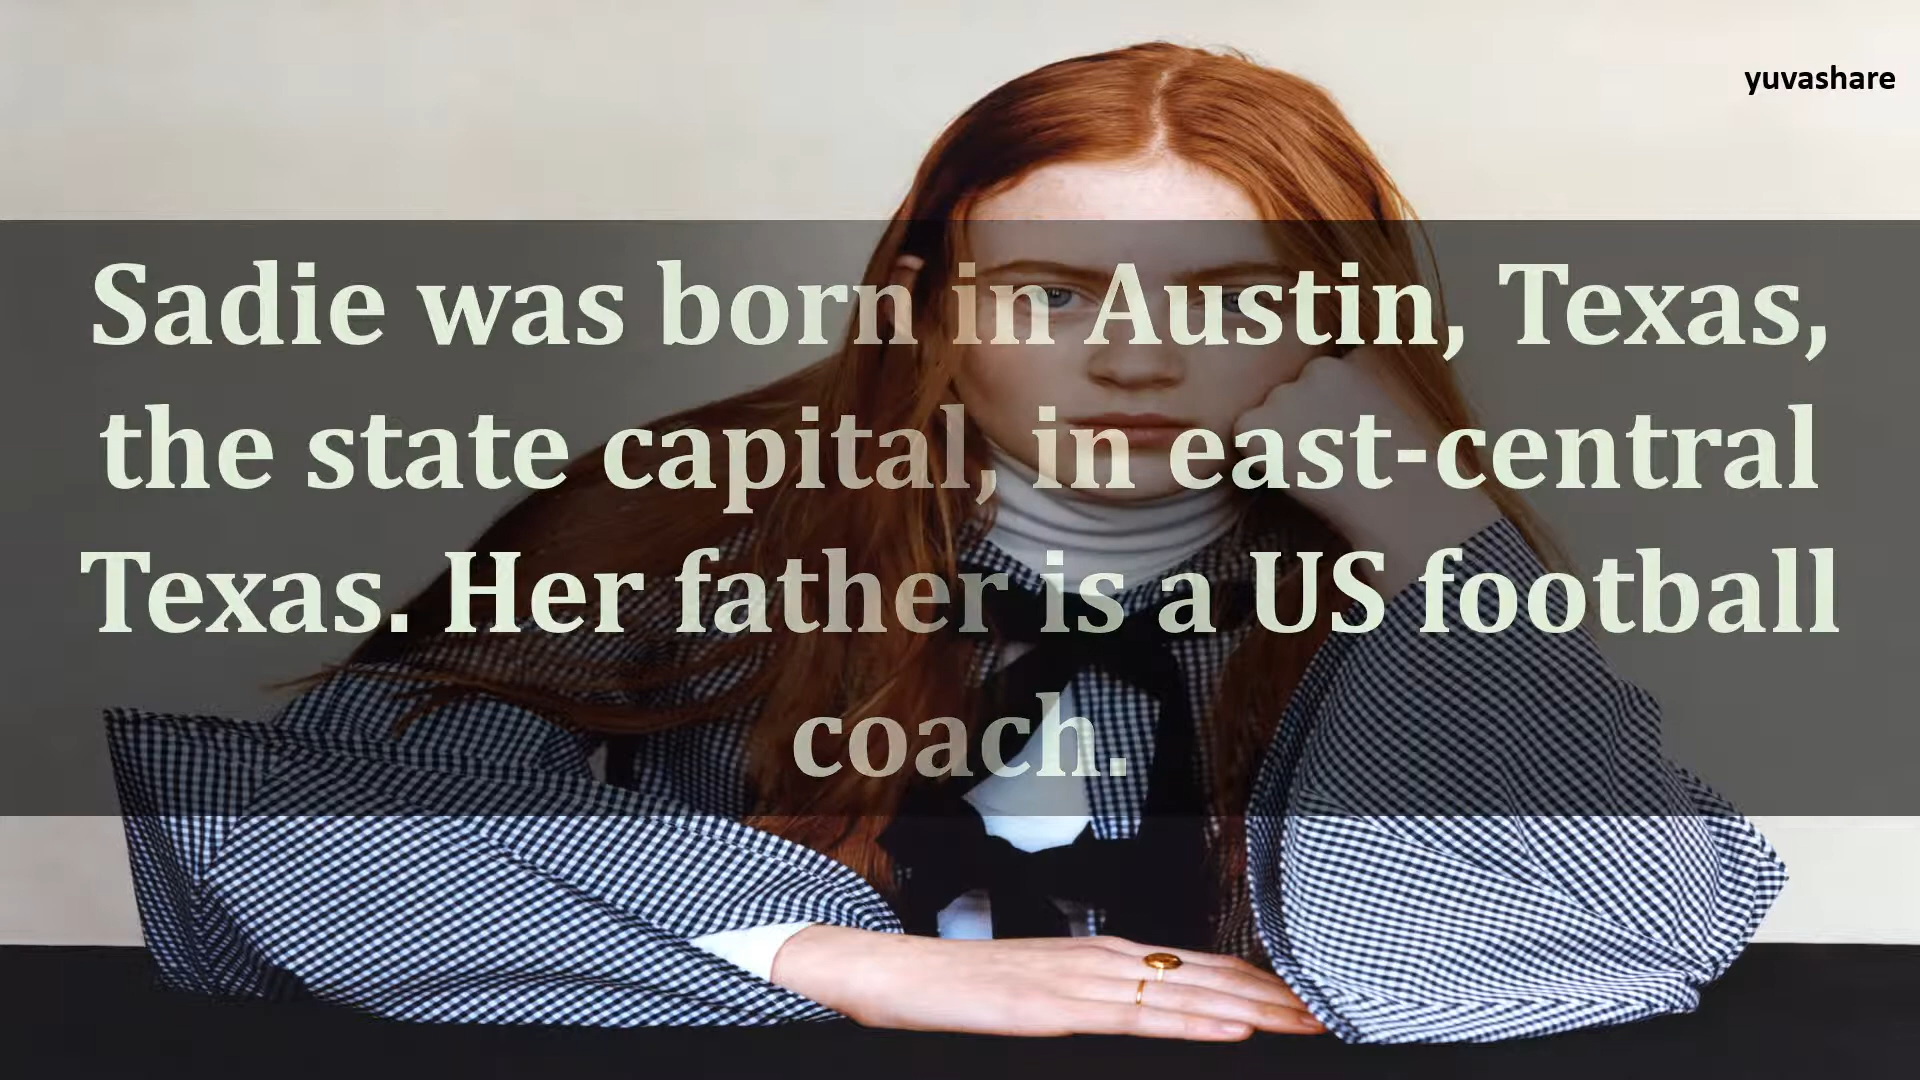 yuvashare
Sadie was born in Austin, Texas,
the state capital, in east-central
Texas. Her father is a US football
coach.